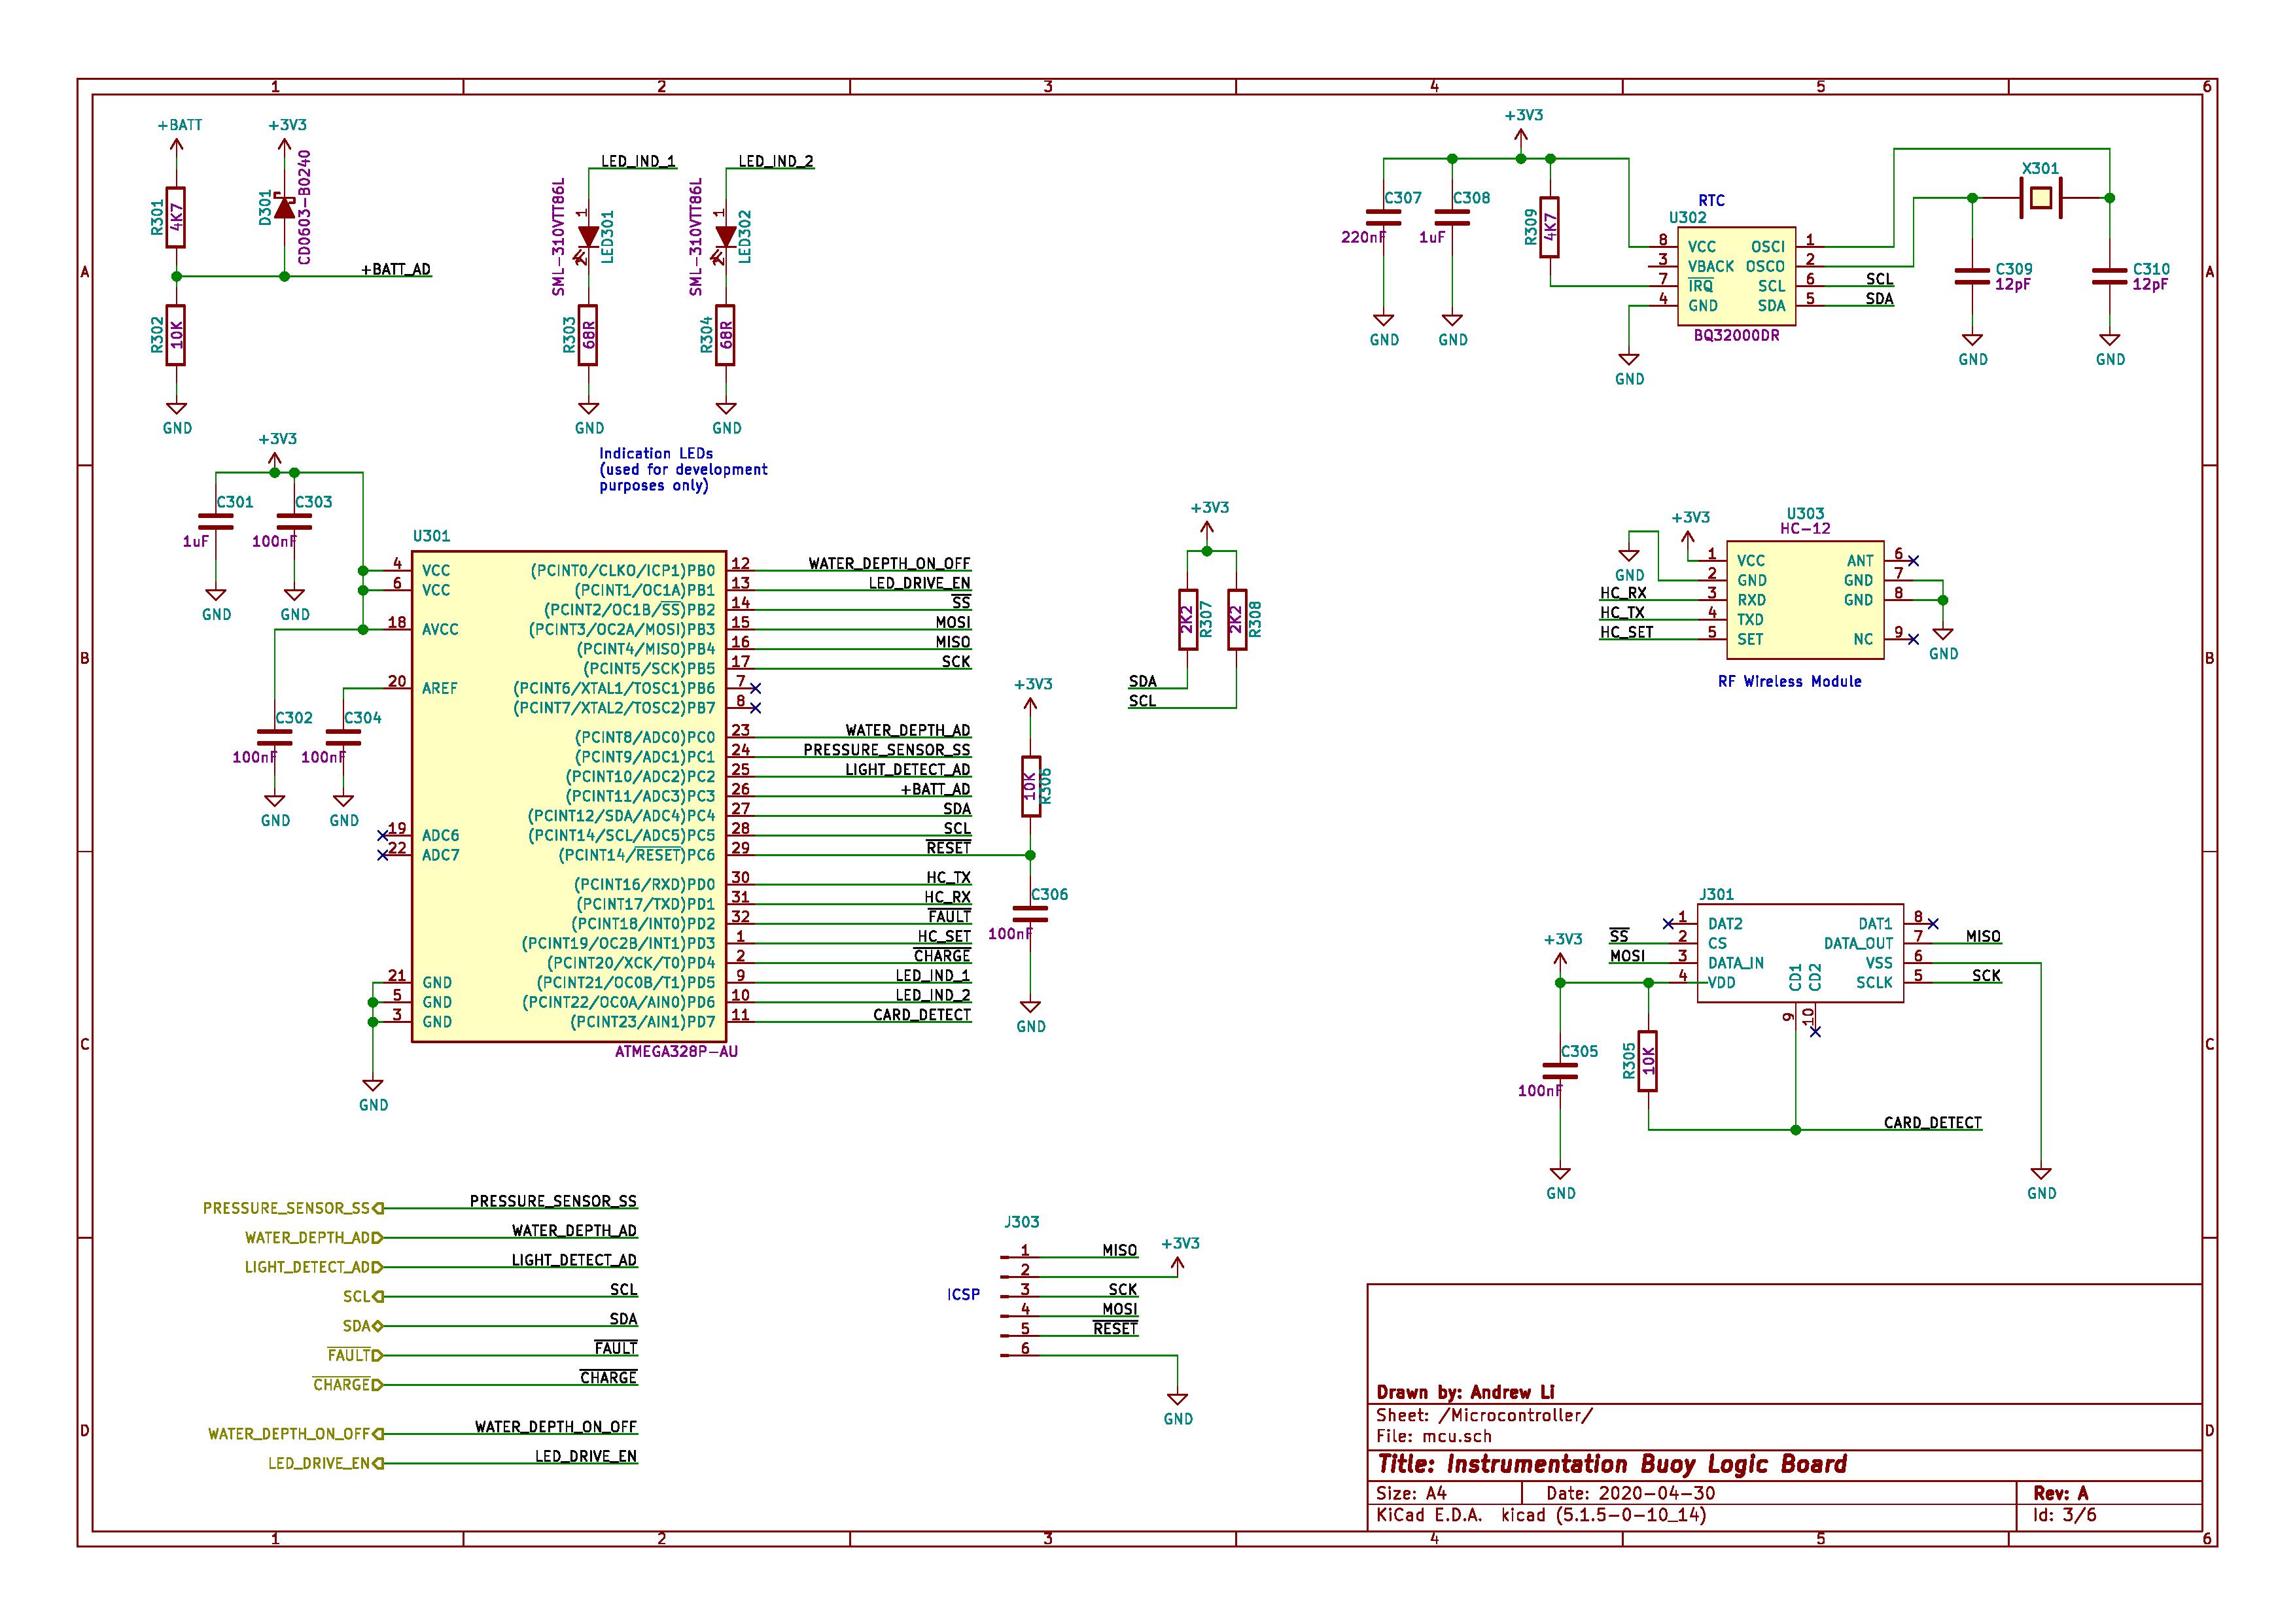 1 2 3 4 5 6
A
B
C
D
A
B
C
D
1 2 3 4 5 6
+BATT
+3V3
R301
4K7
D301
CD0603-B0240
+BATT_AD
R302
10K
GND
LED_IND_1
SML-310VTT86L
1
2
LED301
R303
68R
GND
LED_IND_2
SML-310VTT86L
1
2
LED302
R304
68R
GND
Indication LEDs
(used for development
purposes only)
+3V3
C307
220nF
GND
C308
1uF
GND
R309
4K7
RTC
U302
8 VCC OSCI 1
3 VBACK OSCO 2
7 IRQ SCL 6 SCL
4 GND SDA 5 SDA
BQ32000DR
GND
X301
C309
12pF
GND
C310
12pF
GND
+3V3
C301
1uF
GND
C303
100nF
GND
U301
4 VCC (PCINT0/CLKO/ICP1)PB0 12 WATER_DEPTH_ON_OFF
6 VCC (PCINT1/OC1A)PB1 13 LED_DRIVE_EN
(PCINT2/OC1B/SS)PB2 14 SS
18 AVCC (PCINT3/OC2A/MOSI)PB3 15 MOSI
(PCINT4/MISO)PB4 16 MISO
(PCINT5/SCK)PB5 17 SCK
20 AREF (PCINT6/XTAL1/TOSC1)PB6 7
(PCINT7/XTAL2/TOSC2)PB7 8
(PCINT8/ADC0)PC0 23 WATER_DEPTH_AD
(PCINT9/ADC1)PC1 24 PRESSURE_SENSOR_SS
(PCINT10/ADC2)PC2 25 LIGHT_DETECT_AD
(PCINT11/ADC3)PC3 26 +BATT_AD
(PCINT12/SDA/ADC4)PC4 27 SDA
19 ADC6 (PCINT14/SCL/ADC5)PC5 28 SCL
22 ADC7 (PCINT14/RESET)PC6 29 RESET
(PCINT16/RXD)PD0 30 HC_TX
(PCINT17/TXD)PD1 31 HC_RX
(PCINT18/INT0)PD2 32 FAULT
(PCINT19/OC2B/INT1)PD3 1 HC_SET
(PCINT20/XCK/T0)PD4 2 CHARGE
21 GND (PCINT21/OC0B/T1)PD5 9 LED_IND_1
5 GND (PCINT22/OC0A/AIN0)PD6 10 LED_IND_2
3 GND (PCINT23/AIN1)PD7 11 CARD_DETECT
ATMEGA328P-AU
C302
100nF
GND
C304
100nF
GND
GND
+3V3
10K
R306
C306
100nF
GND
+3V3
2K2
R307
2K2
R308
SDA
SCL
U303
HC-12
+3V3
GND
1 VCC ANT 6
2 GND GND 7
HC_RX 3 RXD GND 8
HC_TX 4 TXD
HC_SET 5 SET NC 9
GND
RF Wireless Module
J301
1 DAT2 DAT1 8
SS 2 CS DATA_OUT 7 MISO
MOSI 3 DATA_IN VSS 6
4 VDD SCLK 5 SCK
CD1
CD2
9
10
+3V3
C305
100nF
GND
R305
10K
CARD_DETECT
GND
PRESSURE_SENSOR_SS PRESSURE_SENSOR_SS
WATER_DEPTH_AD WATER_DEPTH_AD
LIGHT_DETECT_AD LIGHT_DETECT_AD
SCL SCL
SDA SDA
FAULT FAULT
CHARGE CHARGE
WATER_DEPTH_ON_OFF WATER_DEPTH_ON_OFF
LED_DRIVE_EN LED_DRIVE_EN
J303
ICSP
1 MISO
2 +3V3
3 SCK
4 MOSI
5 RESET
6
GND
Drawn by: Andrew Li
Sheet: /Microcontroller/
File: mcu.sch
Title: Instrumentation Buoy Logic Board
Size: A4 Date: 2020-04-30 Rev: A
KiCad E.D.A. kicad (5.1.5-0-10_14) Id: 3/6